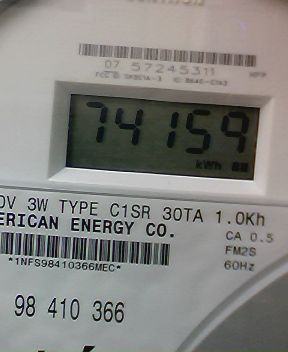 07 57245311
74159
kWh
0V 3W TYPE C1SR 30TA 1.0Kh
ERICAN ENERGY CO.
CA 0.5
FM2S
*1NFS98410366MEC*
60Hz
98 410 366